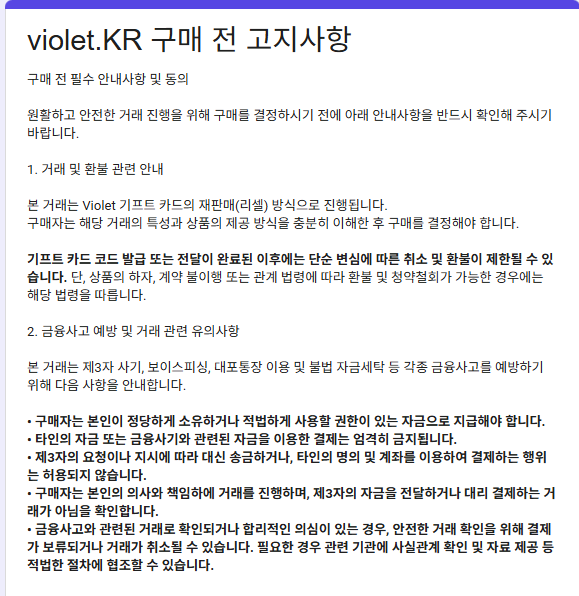 violet.KR 구매 전 고지사항
구매 전 필수 안내사항 및 동의
원활하고 안전한 거래 진행을 위해 구매를 결정하시기 전에 아래 안내사항을 반드시 확인해 주시기
바랍니다.
1. 거래 및 환불 관련 안내
본 거래는 Violet 기프트 카드의 재판매(리셀) 방식으로 진행됩니다.
구매자는 해당 거래의 특성과 상품의 제공 방식을 충분히 이해한 후 구매를 결정해야 합니다.
기프트 카드 코드 발급 또는 전달이 완료된 이후에는 단순 변심에 따른 취소 및 환불이 제한될 수 있
습니다. 단, 상품의 하자, 계약 불이행 또는 관계 법령에 따라 환불 및 청약철회가 가능한 경우에는
해당 법령을 따릅니다.
2. 금융사고 예방 및 거래 관련 유의사항
본 거래는 제3자 사기, 보이스피싱, 대포통장 이용 및 불법 자금세탁 등 각종 금융사고를 예방하기
위해 다음 사항을 안내합니다.
• 구매자는 본인이 정당하게 소유하거나 적법하게 사용할 권한이 있는 자금으로 지급해야 합니다.
• 타인의 자금 또는 금융사기와 관련된 자금을 이용한 결제는 엄격히 금지됩니다.
• 제3자의 요청이나 지시에 따라 대신 송금하거나, 타인의 명의 및 계좌를 이용하여 결제하는 행위
는 허용되지 않습니다.
• 구매자는 본인의 의사와 책임하에 거래를 진행하며, 제3자의 자금을 전달하거나 대리 결제하는 거
래가 아님을 확인합니다.
• 금융사고와 관련된 거래로 확인되거나 합리적인 의심이 있는 경우, 안전한 거래 확인을 위해 결제
가 보류되거나 거래가 취소될 수 있습니다. 필요한 경우 관련 기관에 사실관계 확인 및 자료 제공 등
적법한 절차에 협조할 수 있습니다.